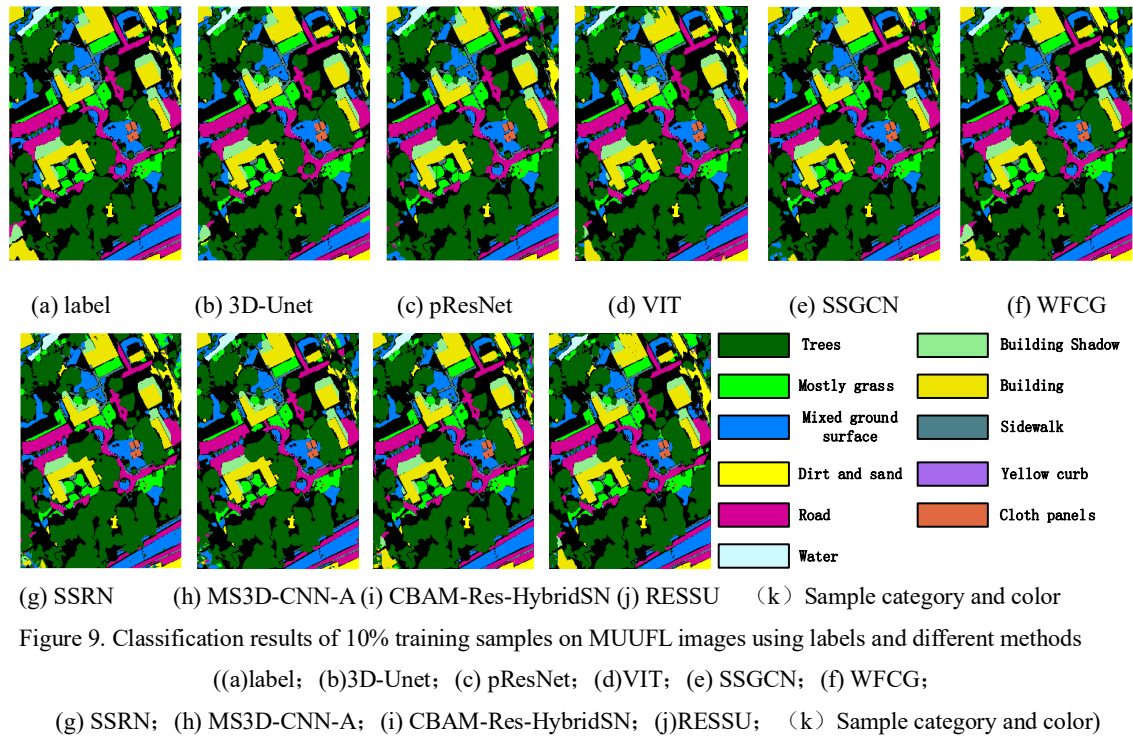 (a) label (b) 3D-Unet (c) pResNet (d) VIT (e) SSGCN (f) WFCG
Trees Building Shadow
Mostly grass Building
Mixed ground surface Sidewalk
Dirt and sand Yellow curb
Road Cloth panels
Water
(g) SSRN (h) MS3D-CNN-A (i) CBAM-Res-HybridSN (j) RESSU （k）Sample category and color
Figure 9. Classification results of 10% training samples on MUUFL images using labels and different methods
((a)label；(b)3D-Unet；(c) pResNet；(d)VIT；(e) SSGCN；(f) WFCG；
(g) SSRN；(h) MS3D-CNN-A；(i) CBAM-Res-HybridSN；(j)RESSU；（k）Sample category and color)